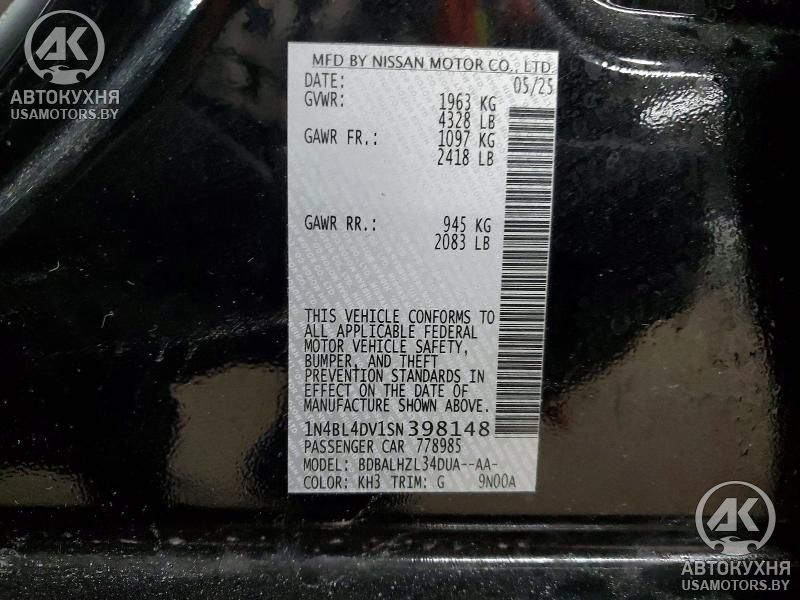 AK
АВТОКУХНЯ
USAMOTORS.BY
MFD BY NISSAN MOTOR CO., LTD.
DATE: 05/25
GVWR: 1963 KG
4328 LB
GAWR FR.: 1097 KG
2418 LB
GAWR RR.: 945 KG
2083 LB
THIS VEHICLE CONFORMS TO
ALL APPLICABLE FEDERAL
MOTOR VEHICLE SAFETY,
BUMPER, AND THEFT
PREVENTION STANDARDS IN
EFFECT ON THE DATE OF
MANUFACTURE SHOWN ABOVE.
1N4BL4DV1SN398148
PASSENGER CAR 778985
MODEL: BDBALHZL34DUA--AA-
COLOR: KH3 TRIM: G 9N00A
AK
АВТОКУХНЯ
USAMOTORS.BY